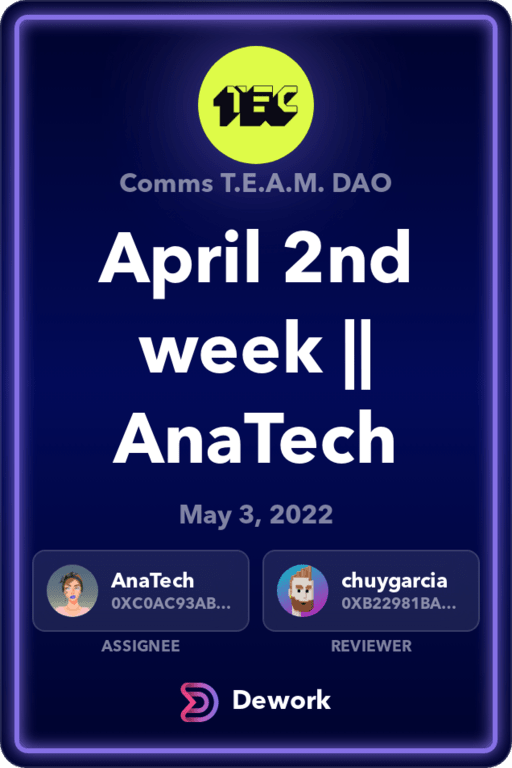 TEC
Comms T.E.A.M. DAO
April 2nd
week ||
AnaTech
May 3, 2022
AnaTech
0XC0AC93AB...
ASSIGNEE
chuygarcia
0XB22981BA...
REVIEWER
Dework